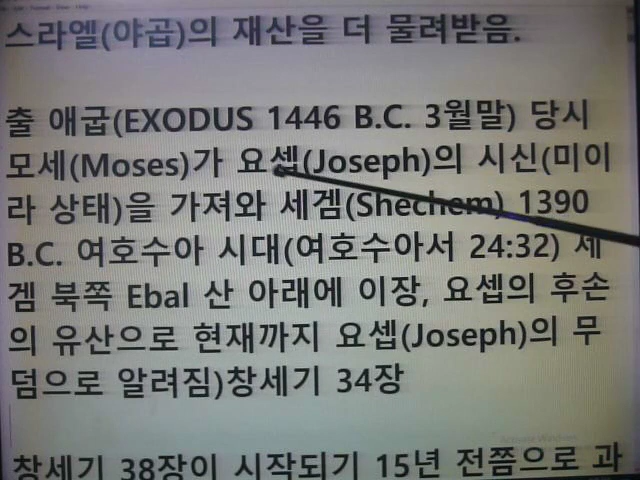 스라엘(야곱)의 재산을 더 물려받음.
출 애굽(EXODUS 1446 B.C. 3월말) 당시
모세(Moses)가 요셉(Joseph)의 시신(미이
라 상태)을 가져와 세겜(Shechem) 1390
B.C. 여호수아 시대(여호수아서 24:32) 세
겜 북쪽 Ebal 산 아래에 이장, 요셉의 후손
의 유산으로 현재까지 요셉(Joseph)의 무
덤으로 알려짐)창세기 34장
창세기 38장이 시작되기 15년 전쯤으로 과
Activate Windows